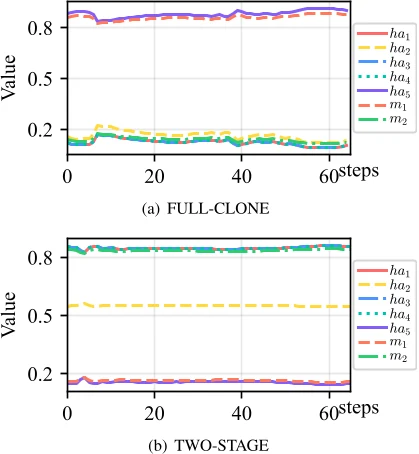 Value
0.8
0.5
0.2
0 20 40 60 steps
ha1
ha2
ha3
ha4
ha5
m1
m2
(a) FULL-CLONE
Value
0.8
0.5
0.2
0 20 40 60 steps
ha1
ha2
ha3
ha4
ha5
m1
m2
(b) TWO-STAGE